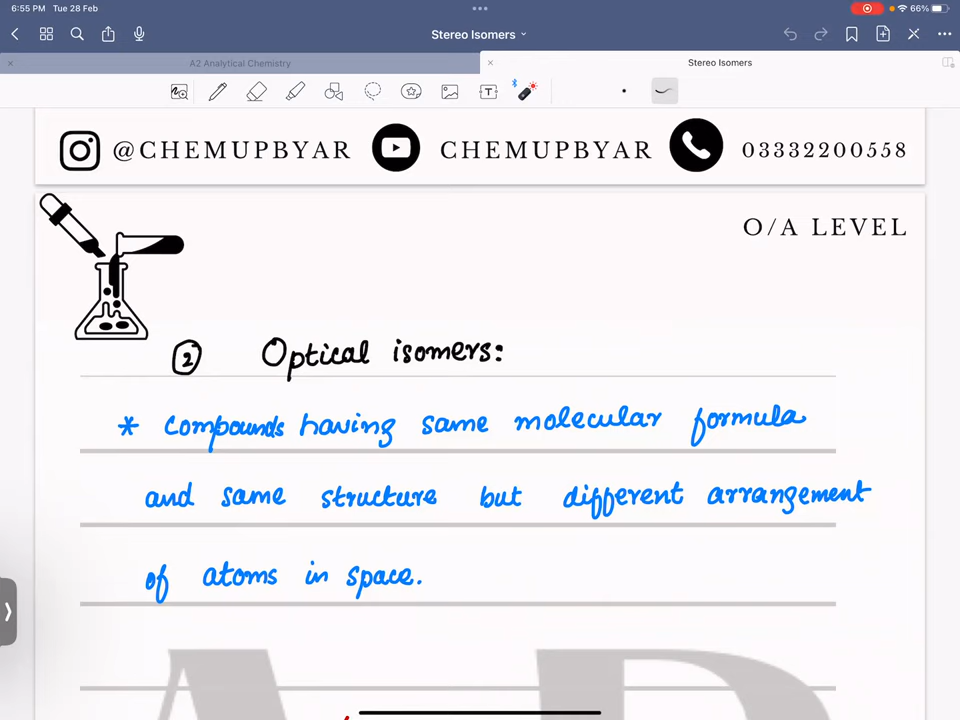 6:55 PM Tue 28 Feb
66%
Stereo Isomers
A2 Analytical Chemistry
Stereo Isomers
@CHEMUPBYAR CHEMUPBYAR 03332200558
O/A LEVEL
2 Optical isomers:
* Compounds having same molecular formula
and same structure but different arrangement
of atoms in space.